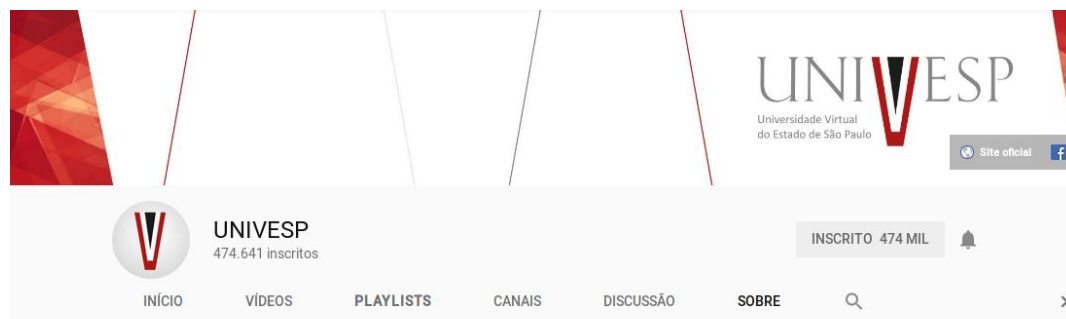 UNIVESP
Universidade Virtual
do Estado de São Paulo
Site oficial
UNIVESP
474.641 inscritos
INSCRITO 474 MIL
INÍCIO VÍDEOS PLAYLISTS CANAIS DISCUSSÃO SOBRE